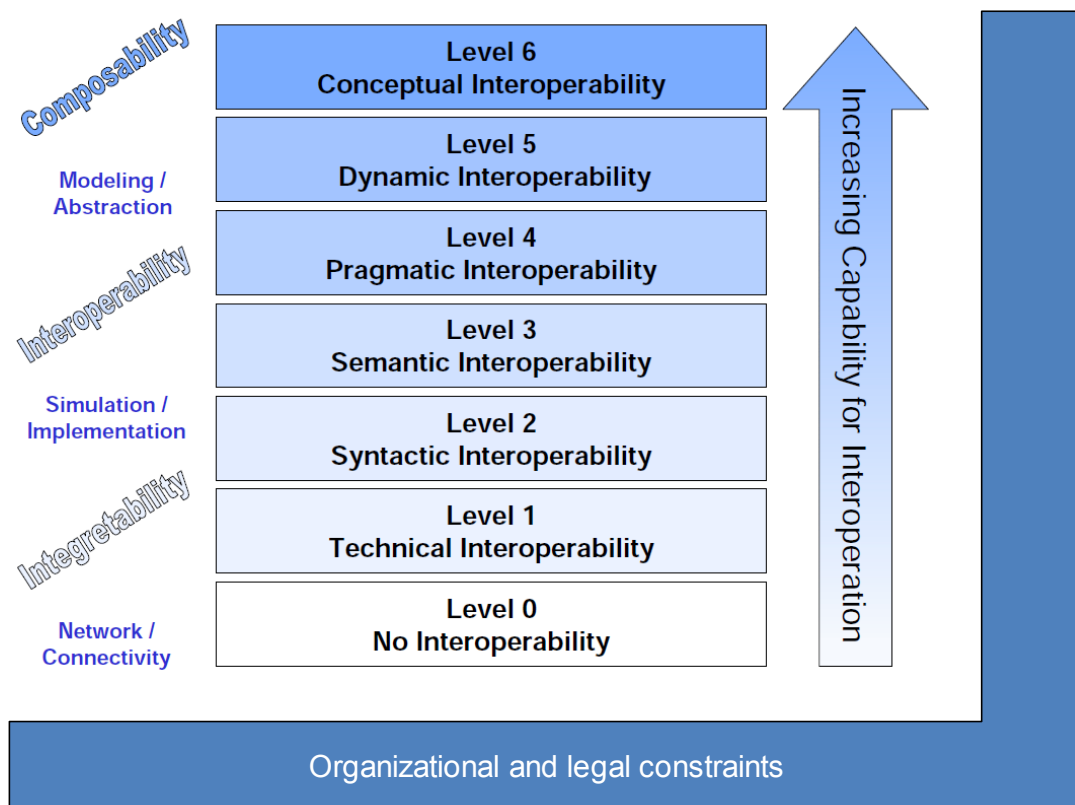 Composability
Modeling /
Abstraction
Interoperability
Simulation /
Implementation
Integretability
Network /
Connectivity
Level 6
Conceptual Interoperability
Level 5
Dynamic Interoperability
Level 4
Pragmatic Interoperability
Level 3
Semantic Interoperability
Level 2
Syntactic Interoperability
Level 1
Technical Interoperability
Level 0
No Interoperability
Increasing Capability for Interoperation
Organizational and legal constraints